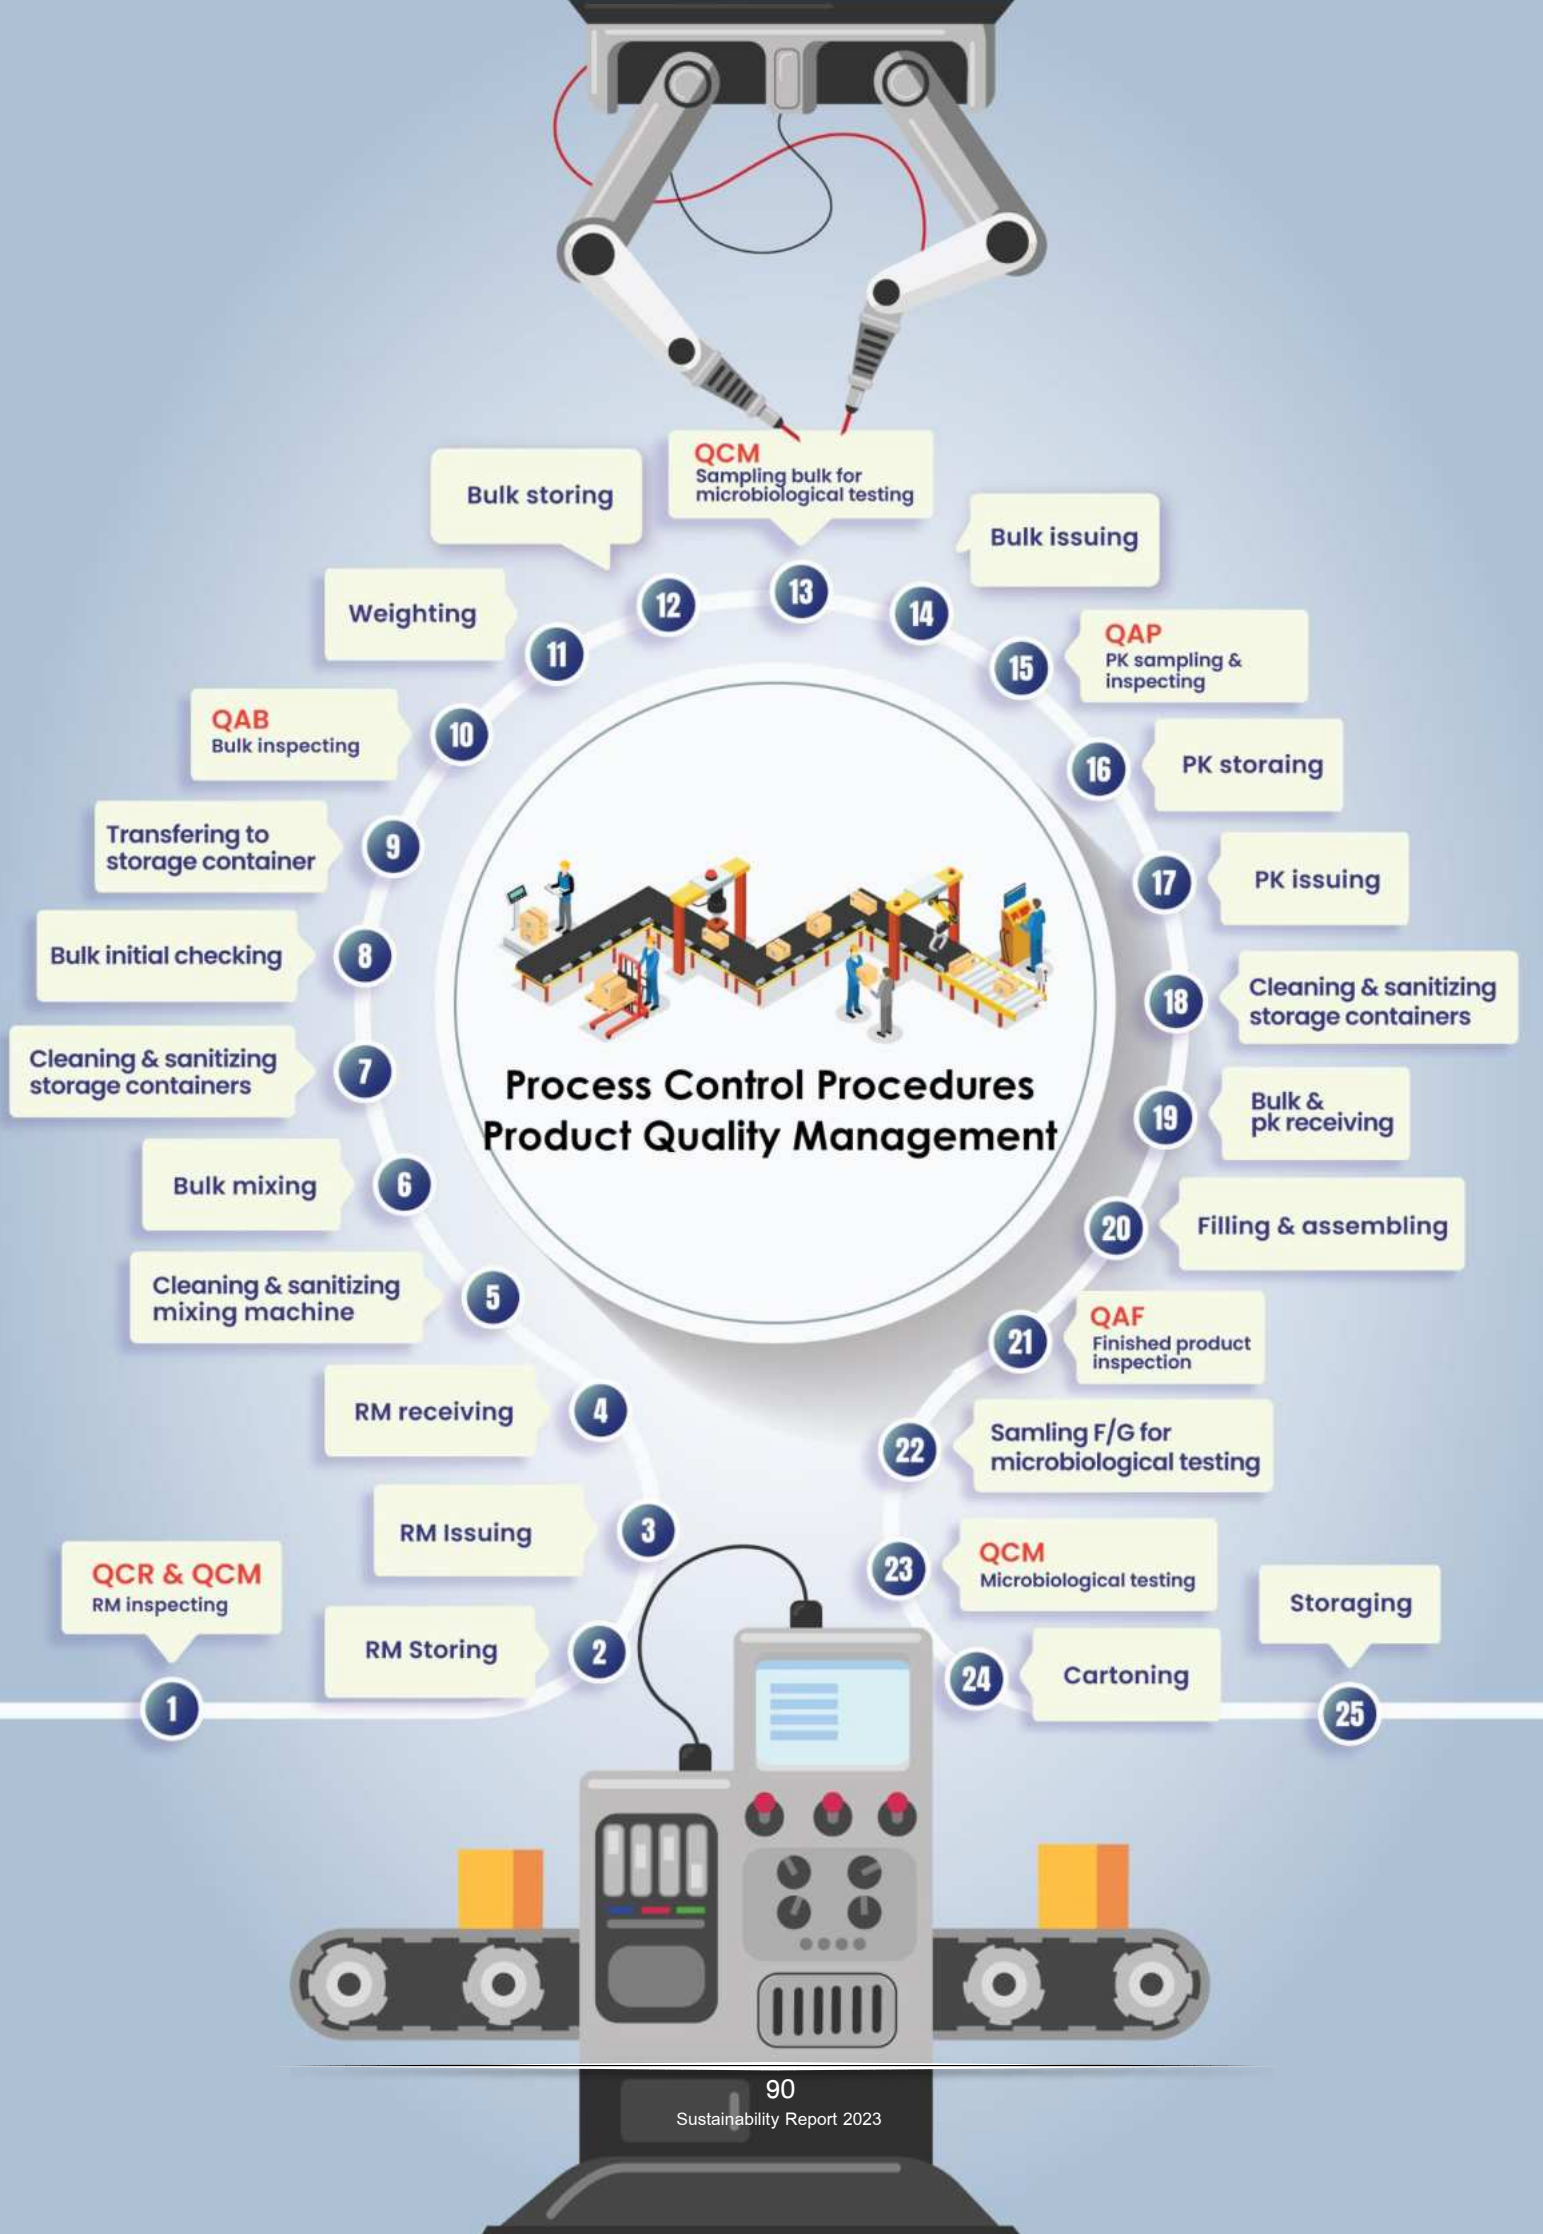 1
QCR & QCM
RM inspecting
2
RM Storing
3
RM Issuing
4
RM receiving
5
Cleaning & sanitizing
mixing machine
6
Bulk mixing
7
Cleaning & sanitizing
storage containers
8
Bulk initial checking
9
Transfering to
storage container
10
QAB
Bulk inspecting
11
Weighting
12
Bulk storing
13
QCM
Sampling bulk for
microbiological testing
14
Bulk issuing
15
QAP
PK sampling &
inspecting
16
PK storaing
17
PK issuing
18
Cleaning & sanitizing
storage containers
19
Bulk &
pk receiving
20
Filling & assembling
21
QAF
Finished product
inspection
22
Samling F/G for
microbiological testing
23
QCM
Microbiological testing
24
Cartoning
25
Storaging
Process Control Procedures
Product Quality Management
90
Sustainability Report 2023